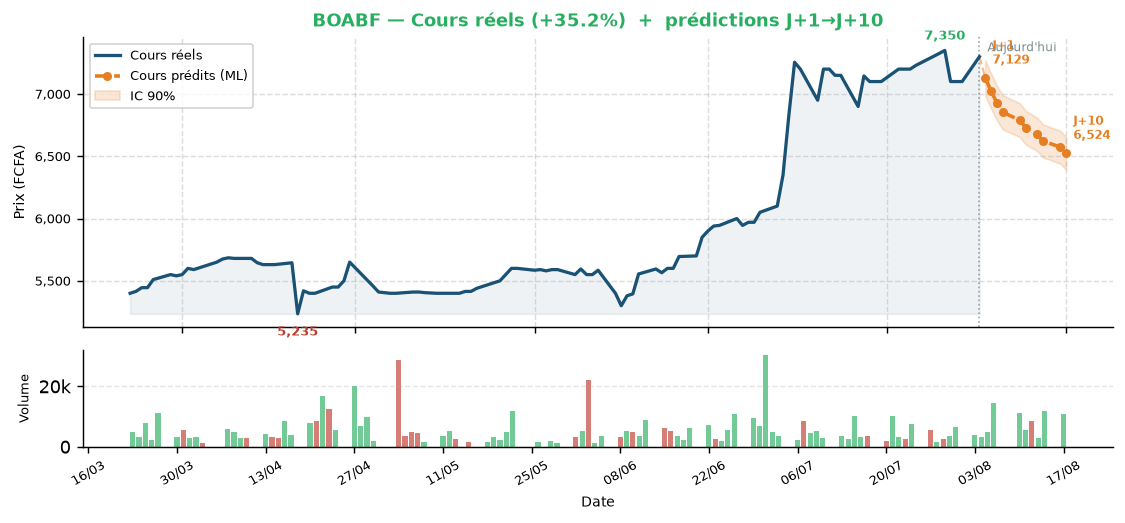 BOABF — Cours réels (+35.2%)  +  prédictions J+1→J+10
Cours réels
Cours prédits (ML)
IC 90%
7,350
Aujourd'hui
J+1
7,129
J+10
6,524
5,235
Prix (FCFA)
7,000
6,500
6,000
5,500
Volume
20k
0
16/03
30/03
13/04
27/04
11/05
25/05
08/06
22/06
06/07
20/07
03/08
17/08
Date